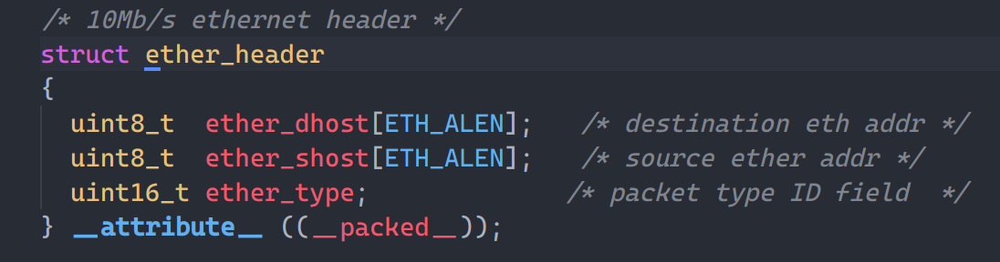 /* 10Mb/s ethernet header */
struct ether_header
{
  uint8_t  ether_dhost[ETH_ALEN];   /* destination eth addr */
  uint8_t  ether_shost[ETH_ALEN];   /* source ether addr */
  uint16_t ether_type;              /* packet type ID field  */
} __attribute__ ((__packed__));